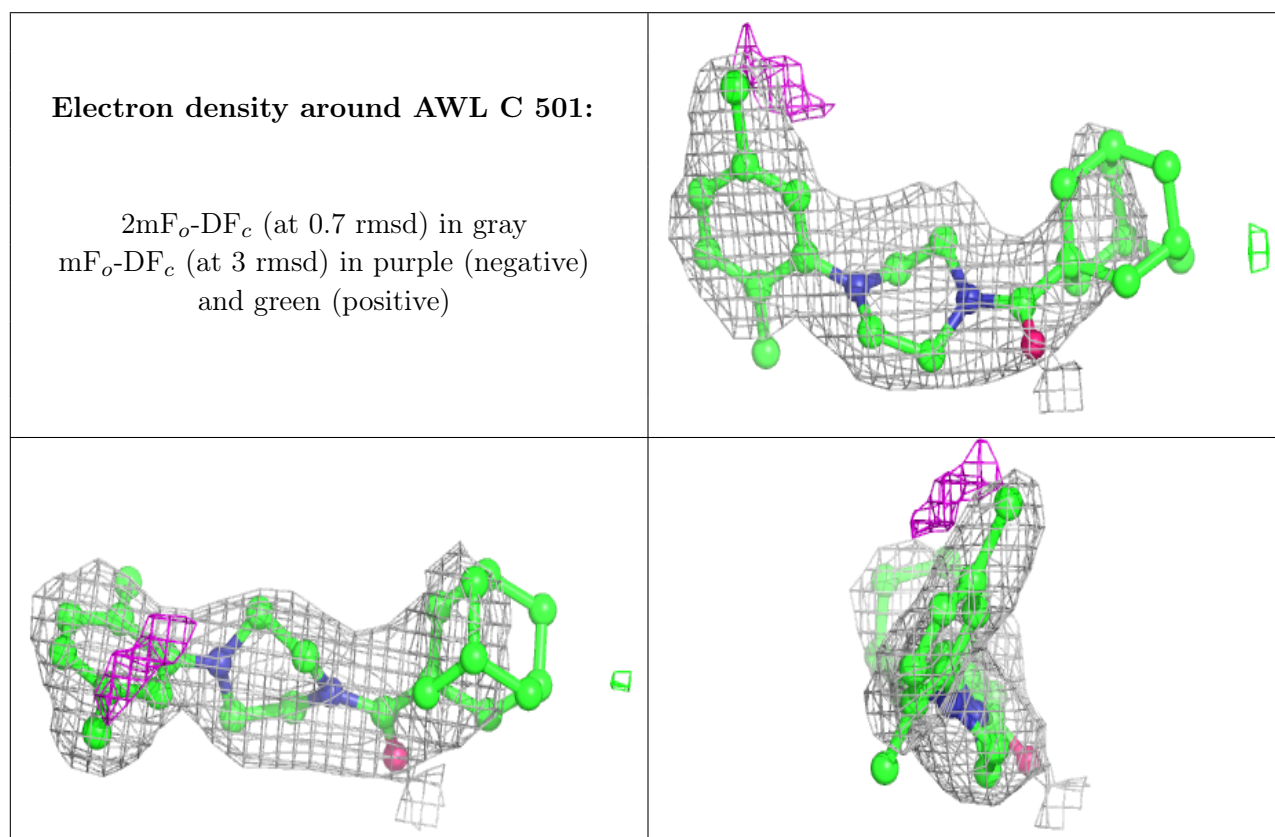 Electron density around AWL C 501:
2mFₒ-DF𝒸 (at 0.7 rmsd) in gray
mFₒ-DF𝒸 (at 3 rmsd) in purple (negative)
and green (positive)